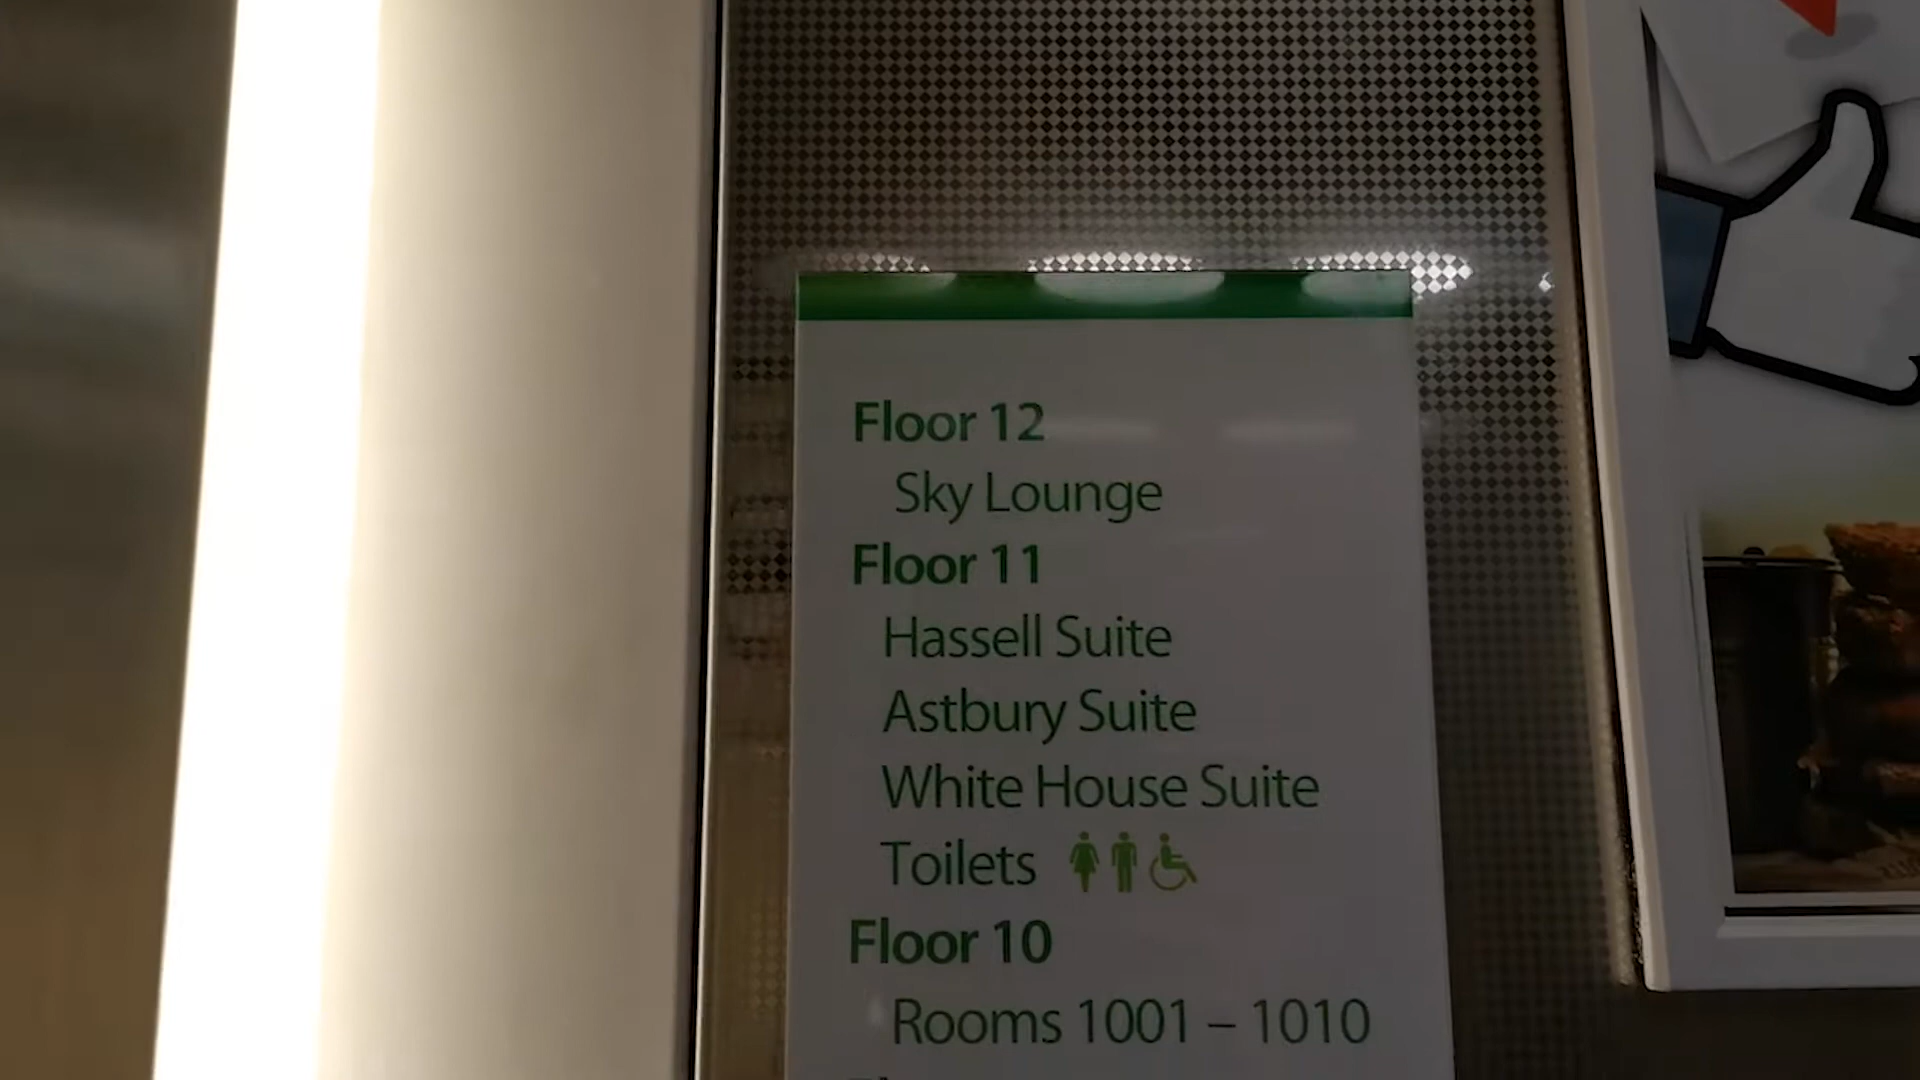 Floor 12
Sky Lounge
Floor 11
Hassell Suite
Astbury Suite
White House Suite
Toilets
Floor 10
Rooms 1001 – 1010